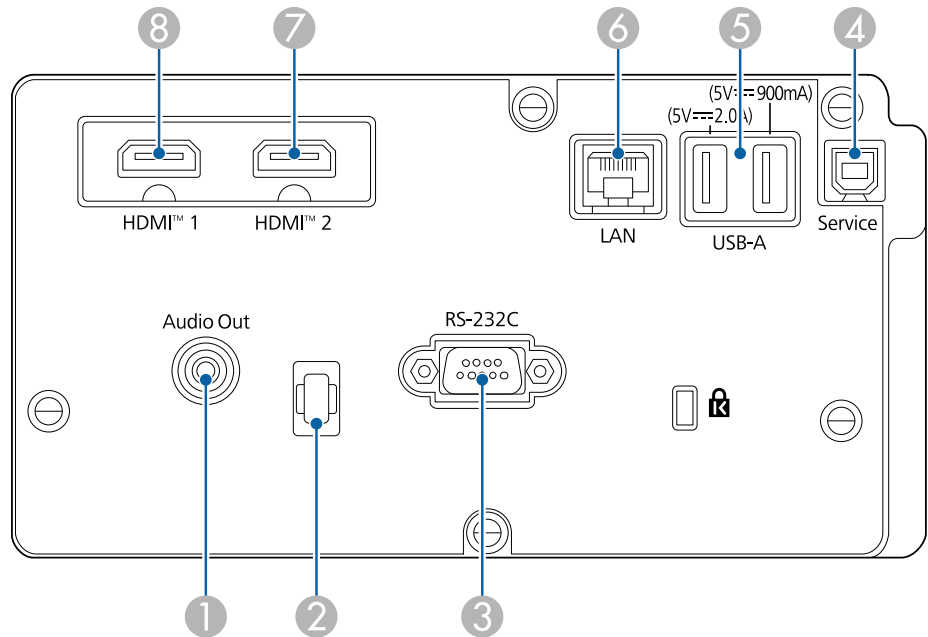 8 7 6 5 4
(5V⎓900mA)
(5V⎓2.0A)
HDMI™ 1 HDMI™ 2 LAN USB-A Service
Audio Out RS-232C
K
1 2 3